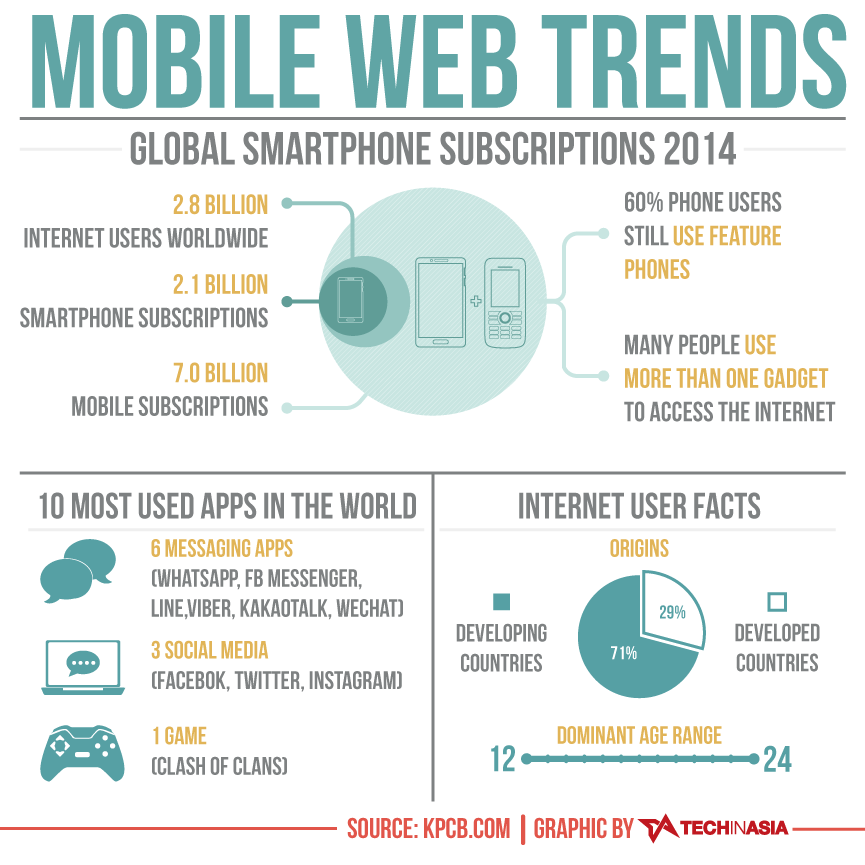 MOBILE WEB TRENDS
GLOBAL SMARTPHONE SUBSCRIPTIONS 2014
2.8 BILLION
INTERNET USERS WORLDWIDE
2.1 BILLION
SMARTPHONE SUBSCRIPTIONS
7.0 BILLION
MOBILE SUBSCRIPTIONS
60% PHONE USERS
STILL USE FEATURE
PHONES
MANY PEOPLE USE
MORE THAN ONE GADGET
TO ACCESS THE INTERNET
10 MOST USED APPS IN THE WORLD
6 MESSAGING APPS
(WHATSAPP, FB MESSENGER,
LINE,VIBER, KAKAOTALK, WECHAT)
3 SOCIAL MEDIA
(FACEBOK, TWITTER, INSTAGRAM)
1 GAME
(CLASH OF CLANS)
INTERNET USER FACTS
ORIGINS
DEVELOPING
COUNTRIES
71%
29%
DEVELOPED
COUNTRIES
DOMINANT AGE RANGE
12
24
SOURCE: KPCB.COM | GRAPHIC BY TECHINASIA